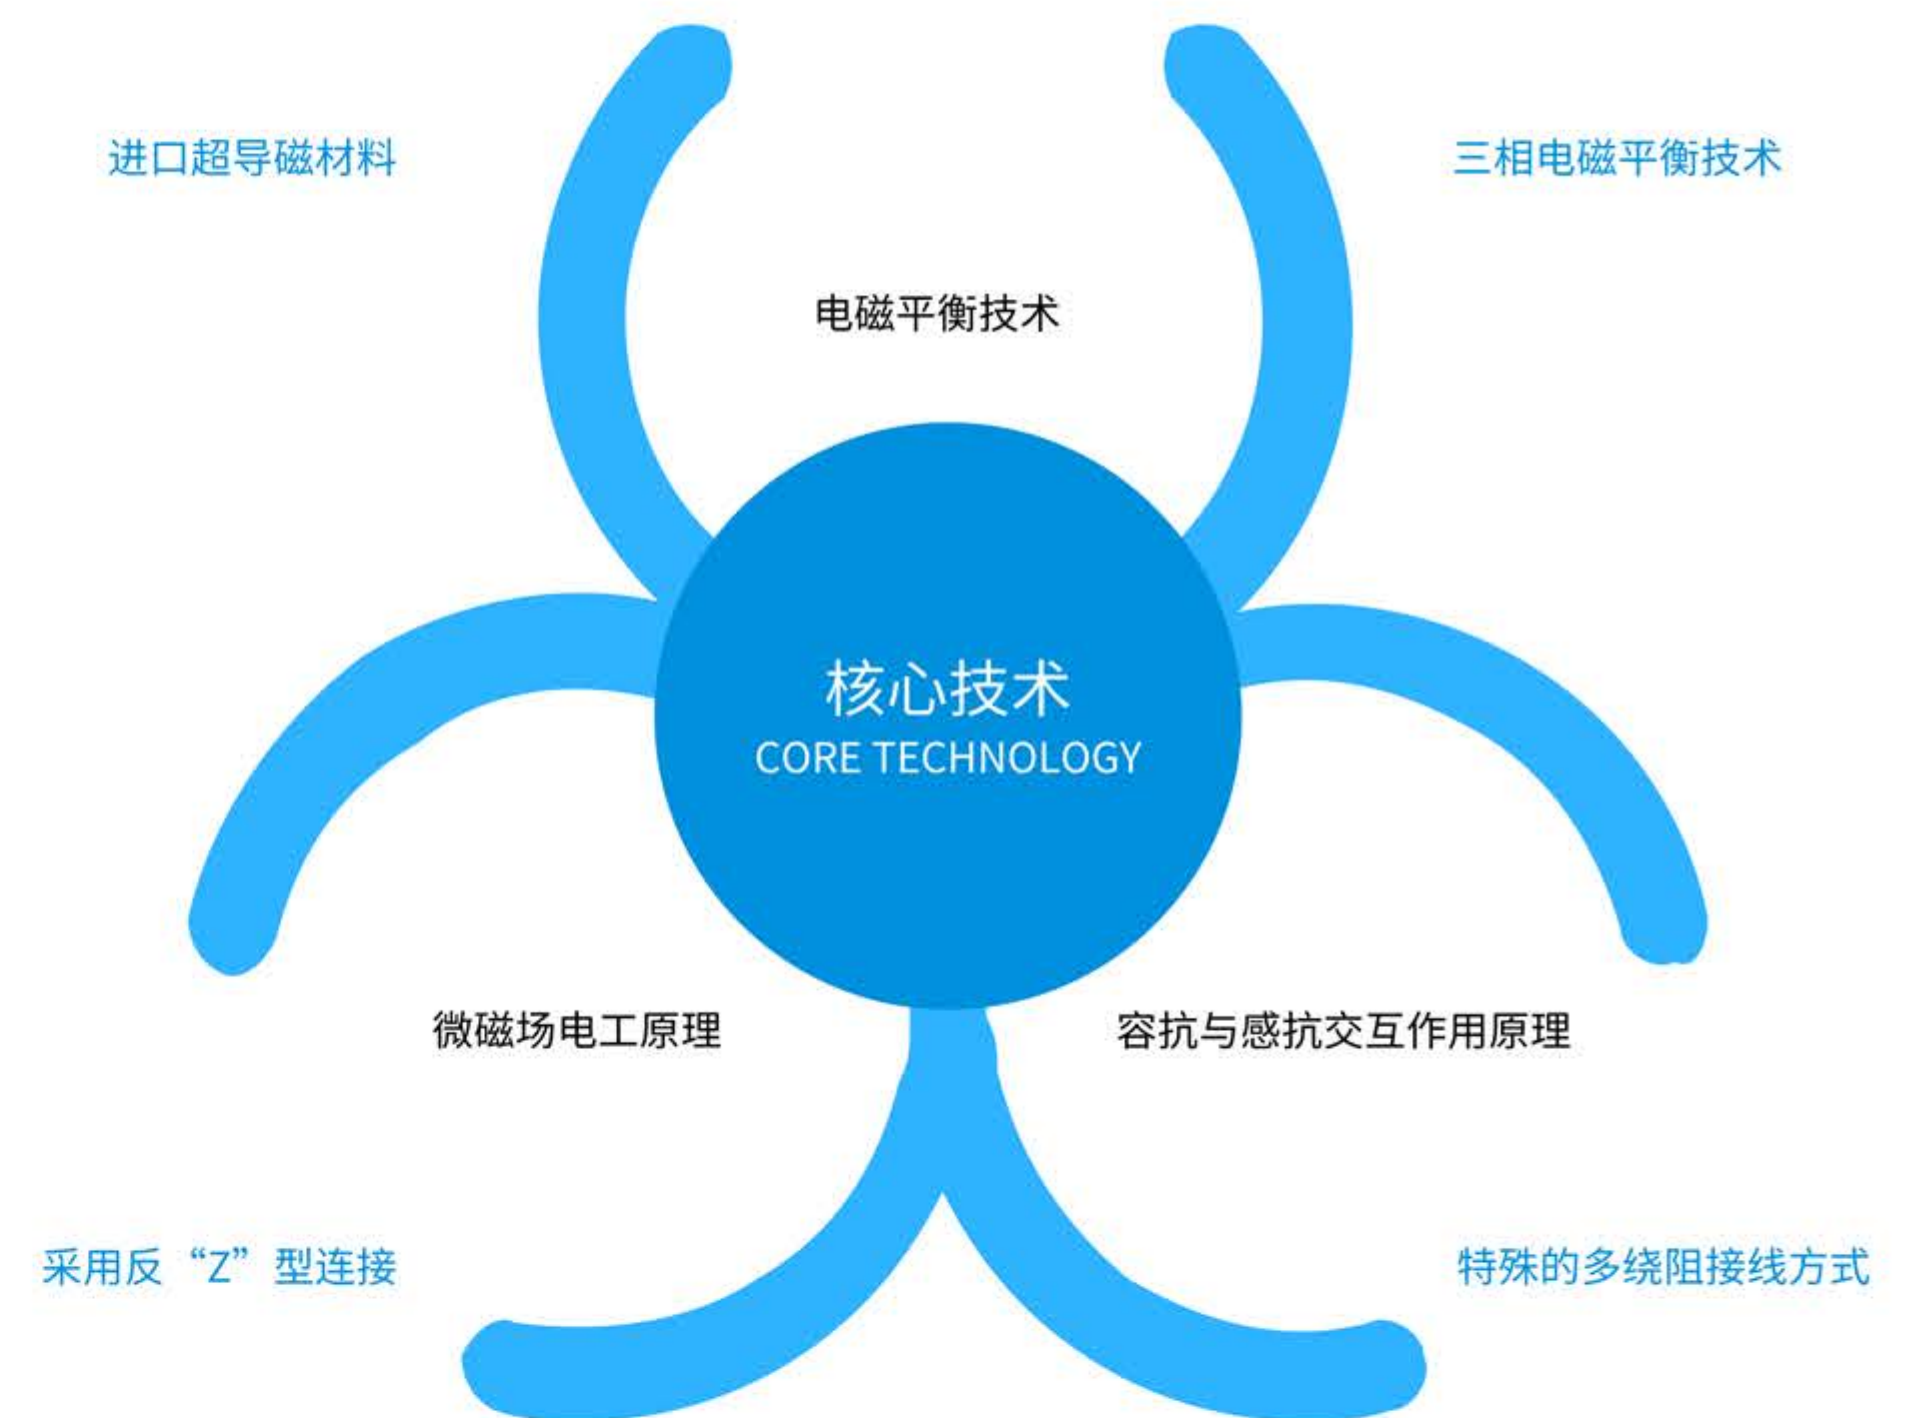 进口超导磁材料
三相电磁平衡技术
电磁平衡技术
核心技术
CORE TECHNOLOGY
微磁场电工原理
容抗与感抗交互作用原理
采用反“Z”型连接
特殊的多绕阻接线方式